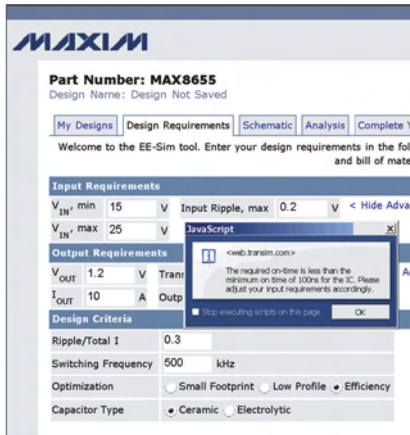 MAXIM
Part Number: MAX8655
Design Name: Design Not Saved
My Designs Design Requirements Schematic Analysis Complete
Welcome to the EE-Sim tool. Enter your design requirements in the
and bill of
Input Requirements
VIN, min 15 V Input Ripple, max 0.2 V < Hide
VIN, max 25 V
JavaScript X
<web.transim.com>
The required on-time is less than the
minimum on time of 100ns for the IC. Please
adjust your input requirements accordingly.
Stop executing scripts on this page OK
Output Requirements
VOUT 1.2 V
IOUT 10 A
Design Criteria
Ripple/Total I 0.3
Switching Frequency 500 kHz
Optimization Small Footprint Low Profile Efficiency
Capacitor Type Ceramic Electrolytic